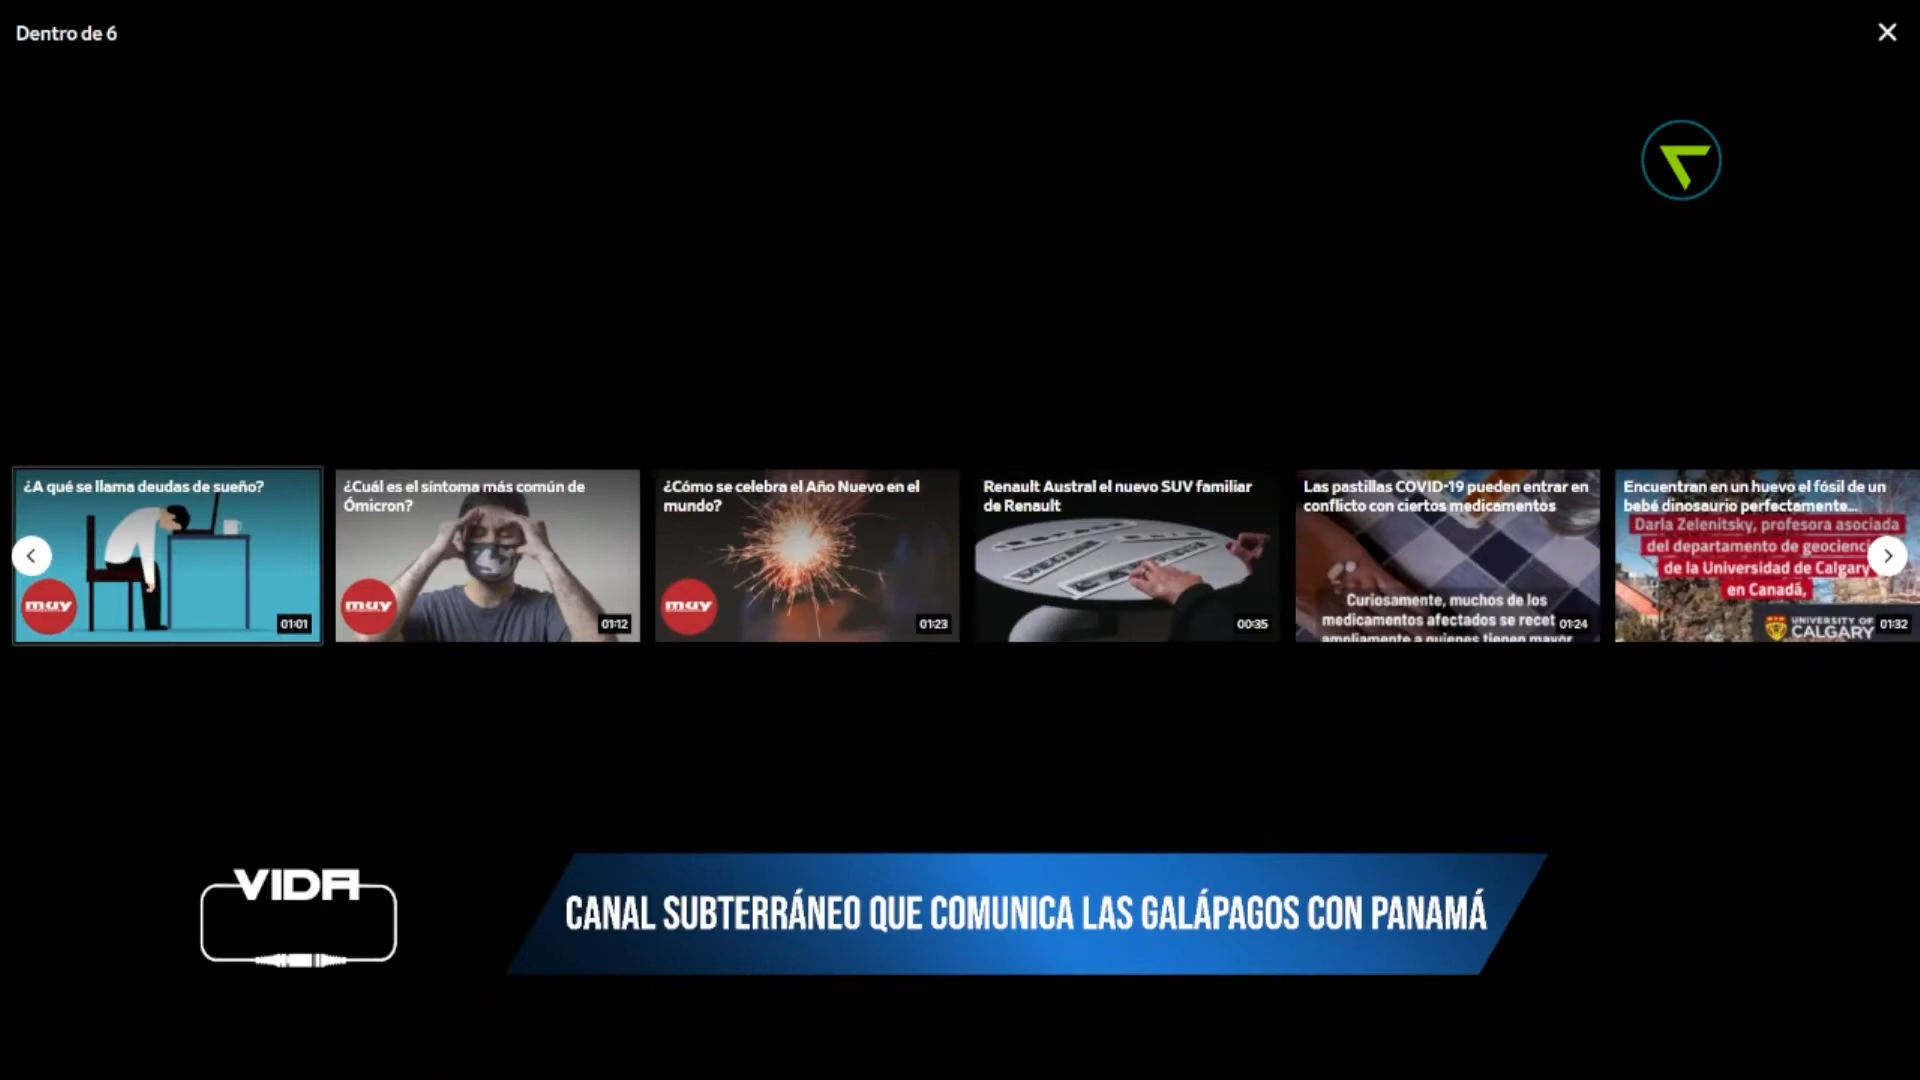 Dentro de 6
¿A qué se llama deudas de sueño?
muy
01:01
¿Cuál es el síntoma más común de
Ómicron?
muy
01:12
¿Cómo se celebra el Año Nuevo en el
mundo?
muy
01:23
Renault Austral el nuevo SUV familiar
de Renault
00:35
Las pastillas COVID-19 pueden entrar en
conflicto con ciertos medicamentos
Curiosamente, muchos de los
medicamentos afectados se recet
ampliamente a quienes tienen mayor
01:24
Encuentran en un huevo el fósil de un
bebé dinosaurio perfectamente...
Darla Zelenitsky, profesora asociada
del departamento de geocienci
de la Universidad de Calgary
en Canadá,
UNIVERSITY OF
CALGARY
01:32
VIDA
CANAL SUBTERRÁNEO QUE COMUNICA LAS GALÁPAGOS CON PANAMÁ